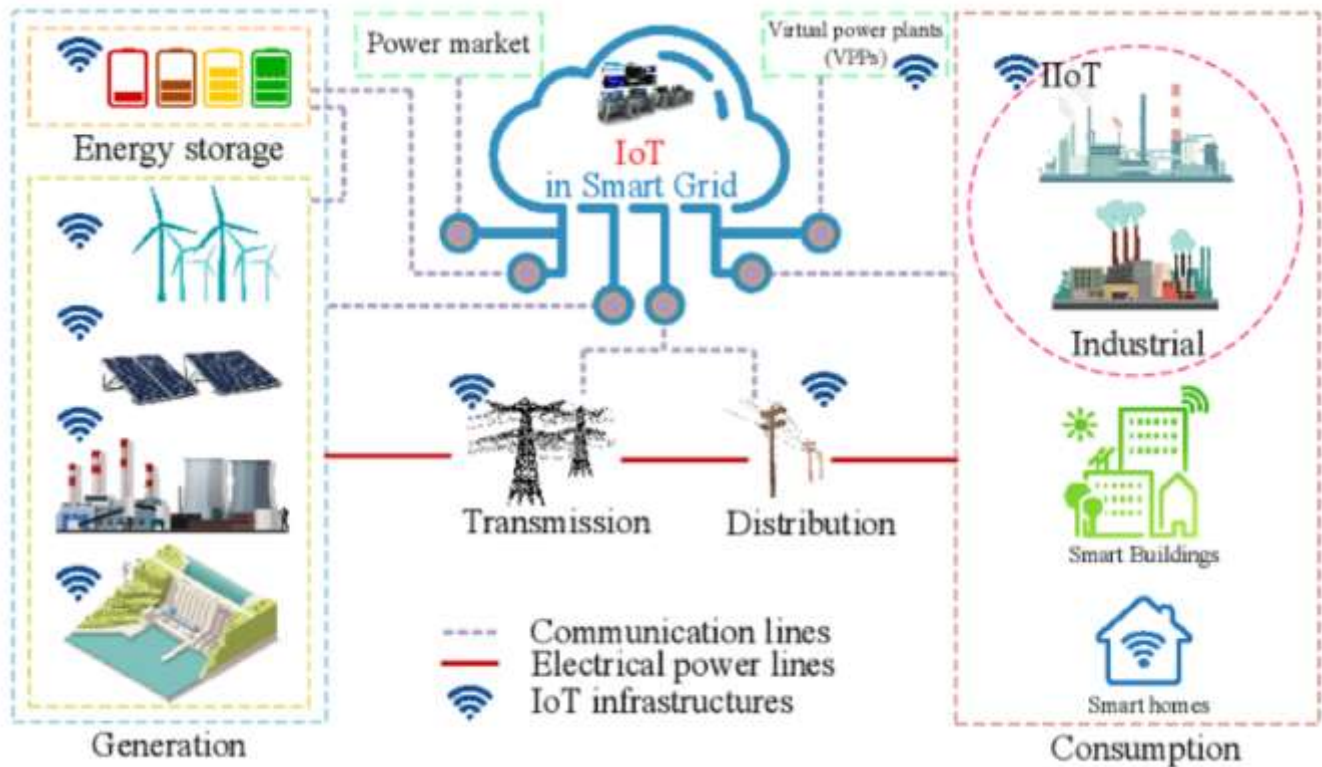 Power market
Virtual power plants
(VPPs)
IIoT
Energy storage
IoT
in Smart Grid
Industrial
Transmission
Distribution
Smart Buildings
Communication lines
Electrical power lines
IoT infrastructures
Smart homes
Generation
Consumption